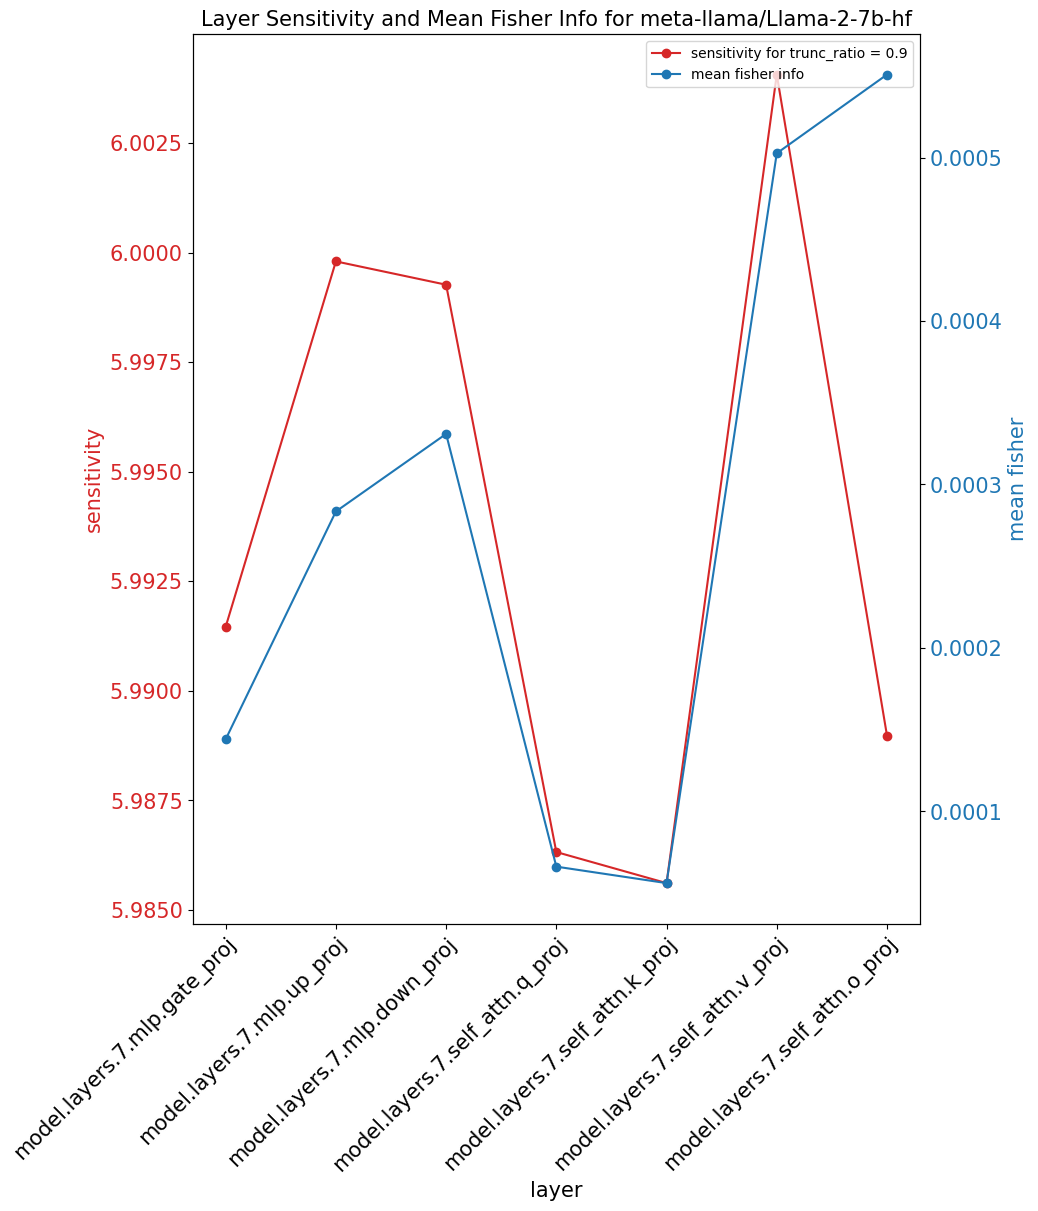 Layer Sensitivity and Mean Fisher Info for meta-llama/Llama-2-7b-hf
sensitivity for trunc_ratio = 0.9
mean fisher info
6.0025
6.0000
5.9975
5.9950
5.9925
5.9900
5.9875
5.9850
sensitivity
0.0005
0.0004
0.0003
0.0002
0.0001
mean fisher
model.layers.7.mlp.gate_proj
model.layers.7.mlp.up_proj
model.layers.7.mlp.down_proj
model.layers.7.self_attn.q_proj
model.layers.7.self_attn.k_proj
model.layers.7.self_attn.v_proj
model.layers.7.self_attn.o_proj
layer